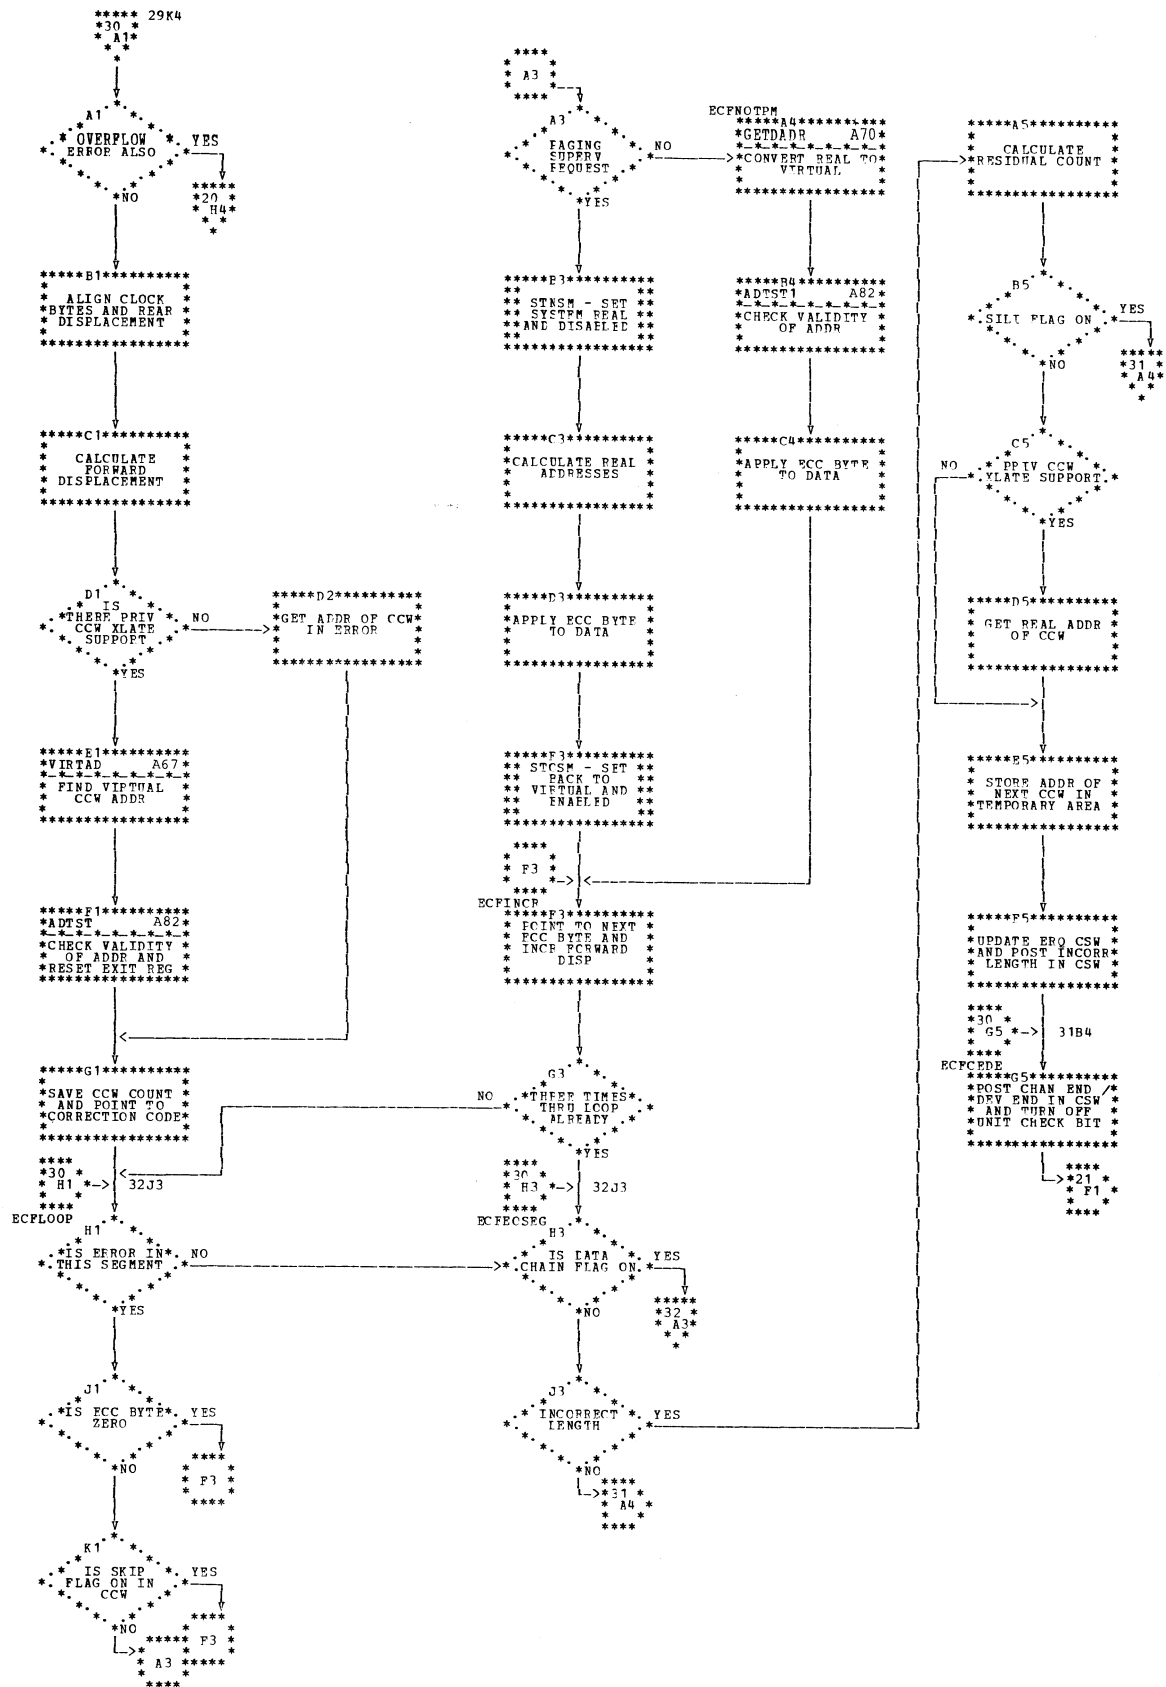 29K4
30
A1
A1
OVERFLOW
ERROR ALSO
YES
20
H4
NO
B1
ALIGN CLOCK
BYTES AND REAR
DISPLACEMENT
C1
CALCULATE
FORWARD
DISPLACEMENT
D1
IS
THERE PRIV
CCW XLATE
SUPPORT
NO
YES
D2
GET ADDR OF CCW
IN ERROR
E1
VIRTAD A67
FIND VIRTUAL
CCW ADDR
F1
ADTST A82
CHECK VALIDITY
OF ADDR AND
RESET EXIT REG
G1
SAVE CCW COUNT
AND POINT TO
CORRECTION CODE
30
H1
32J3
ECFLOOP
H1
IS ERROR IN
THIS SEGMENT
NO
YES
J1
IS ECC BYTE
ZERO
YES
F3
NO
K1
IS SKIP
FLAG ON IN
CCW
YES
F3
NO
A3
A3
A3
PAGING
SUPERV
REQUEST
NO
YES
B3
STNSM - SET
SYSTEM REAL
AND DISABLED
C3
CALCULATE REAL
ADDRESSES
D3
APPLY ECC BYTE
TO DATA
E3
STOSM - SET
BACK TO
VIRTUAL AND
ENABLED
F3
ECFINCR
F3
POINT TO NEXT
ECC BYTE AND
INCR FORWARD
DISP
G3
THREE TIMES
THRU LOOP
ALREADY
NO
YES
30
H3
32J3
ECFECSEG
H3
IS DATA
CHAIN FLAG ON
YES
32
A3
NO
J3
INCORRECT
LENGTH
YES
NO
31
A4
ECFNOTPM
A4
GETDADR A70
CONVERT REAL TO
VIRTUAL
B4
ADTST1 A82
CHECK VALIDITY
OF ADDR
C4
APPLY ECC BYTE
TO DATA
A5
CALCULATE
RESIDUAL COUNT
B5
SILI FLAG ON
YES
31
A4
NO
C5
PRIV CCW
XLATE SUPPORT
NO
YES
D5
GET REAL ADDR
OF CCW
E5
STORE ADDR OF
NEXT CCW IN
TEMPORARY AREA
F5
UPDATE ERQ CSW
AND POST INCORR
LENGTH IN CSW
30
G5
31B4
ECFCEDE
G5
POST CHAN END /
DEV END IN CSW
AND TURN OFF
UNIT CHECK BIT
21
F1